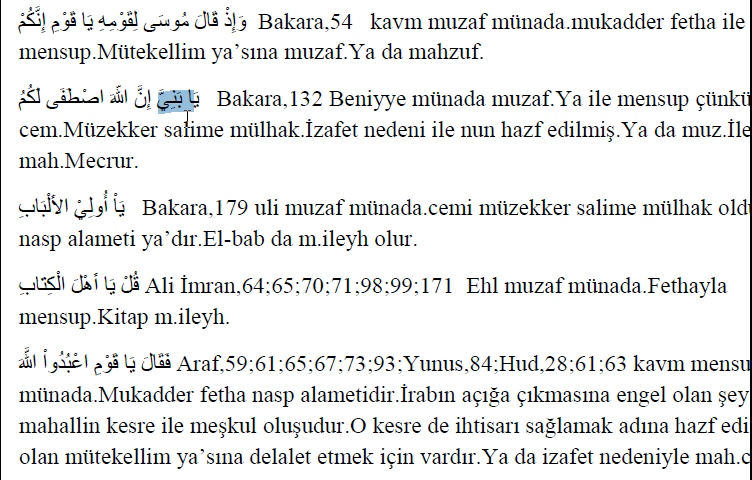 وَإِذْ قَالَ مُوسَى لِقَوْمِهِ يَا قَوْمِ إِنَّكُمْ Bakara,54 kavm muzaf münada.mukadder fetha ile
mensup.Mütekellim ya’sına muzaf.Ya da mahzuf.
يَا بَنِيَّ إِنَّ اللّهَ اصْطَفَى لَكُمُ Bakara,132 Beniyye münada muzaf.Ya ile mensup çünkü
cem.Müzekker salime mülhak.İzafet nedeni ile nun hazf edilmiş.Ya da muz.İle
mah.Mecrur.
يَاْ أُولِيْ الأَلْبَابِ Bakara,179 uli muzaf münada.cemi müzekker salime mülhak
nasp alameti ya’dır.El-bab da m.ileyh olur.
قُلْ يَا أَهْلَ الْكِتَابِ Ali İmran,64;65;70;71;98;99;171 Ehl muzaf münada.Fethayla
mensup.Kitap m.ileyh.
فَقَالَ يَا قَوْمِ اعْبُدُواْ اللَّهَ Araf,59;61;65;67;73;93;Yunus,84;Hud,28;61;63 kavm mensu
münada.Mukadder fetha nasp alametidir.İrabın açığa çıkmasına engel olan şey
mahallin kesre ile meşkul oluşudur.O kesre de ihtisarı sağlamak adına hazf edi
olan mütekellim ya’sına delalet etmek için vardır.Ya da izafet nedeniyle mah.c